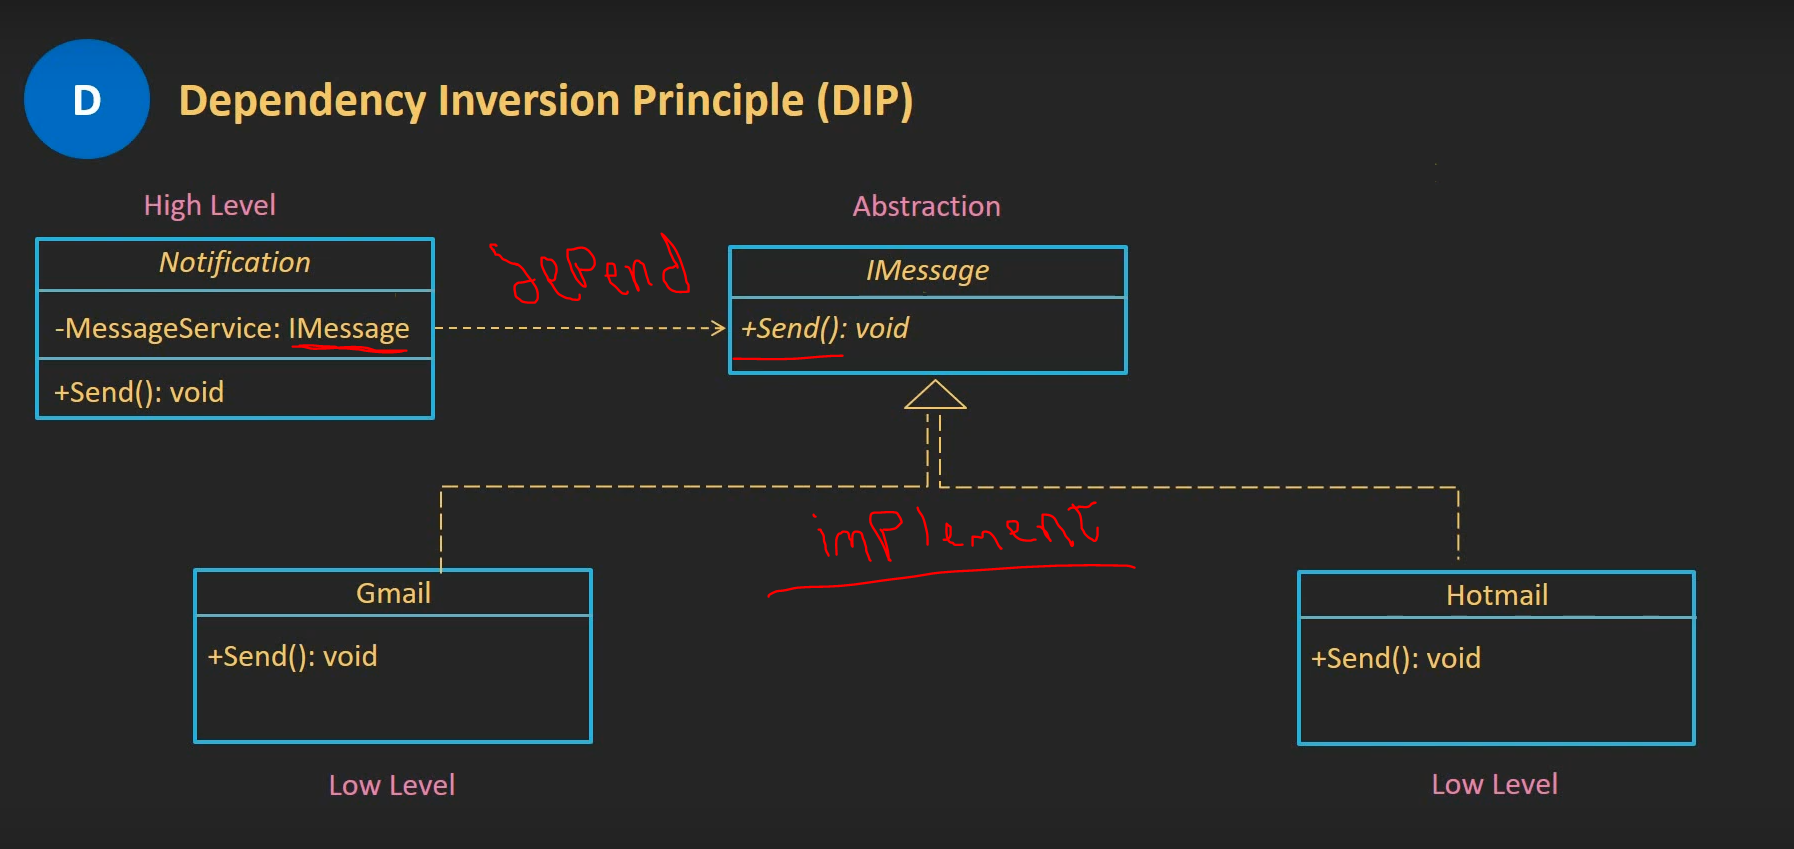 D
Dependency Inversion Principle (DIP)
High Level
Abstraction
Notification
-MessageService: IMessage
+Send(): void
depend
IMessage
+Send(): void
implement
Gmail
+Send(): void
Low Level
Hotmail
+Send(): void
Low Level